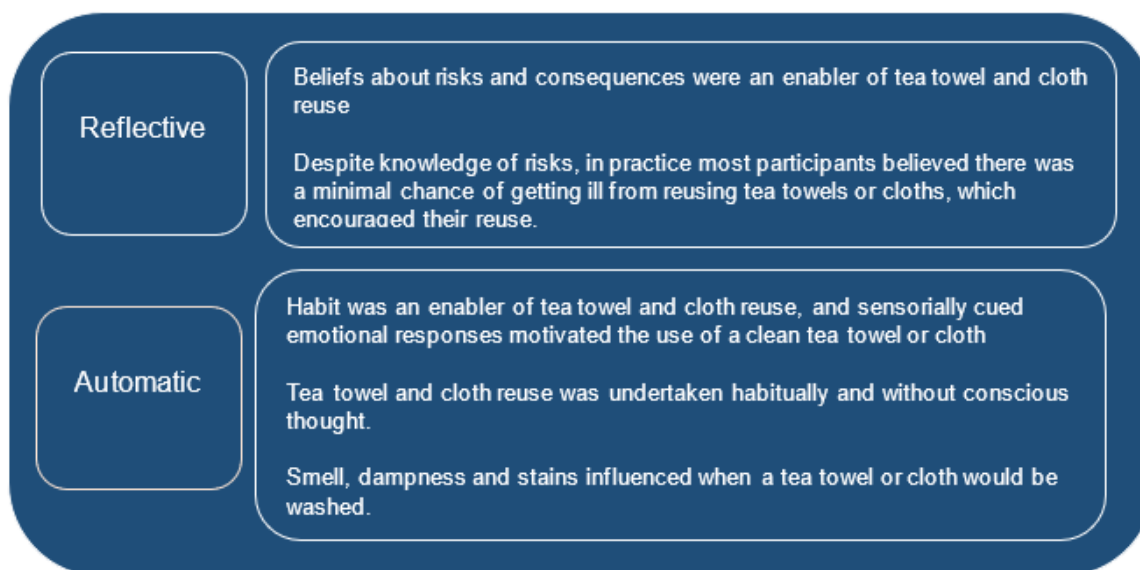 Reflective
Beliefs about risks and consequences were an enabler of tea towel and cloth
reuse
Despite knowledge of risks, in practice most participants believed there was
a minimal chance of getting ill from reusing tea towels or cloths, which
encouraged their reuse.
Automatic
Habit was an enabler of tea towel and cloth reuse, and sensorially cued
emotional responses motivated the use of a clean tea towel or cloth
Tea towel and cloth reuse was undertaken habitually and without conscious
thought.
Smell, dampness and stains influenced when a tea towel or cloth would be
washed.